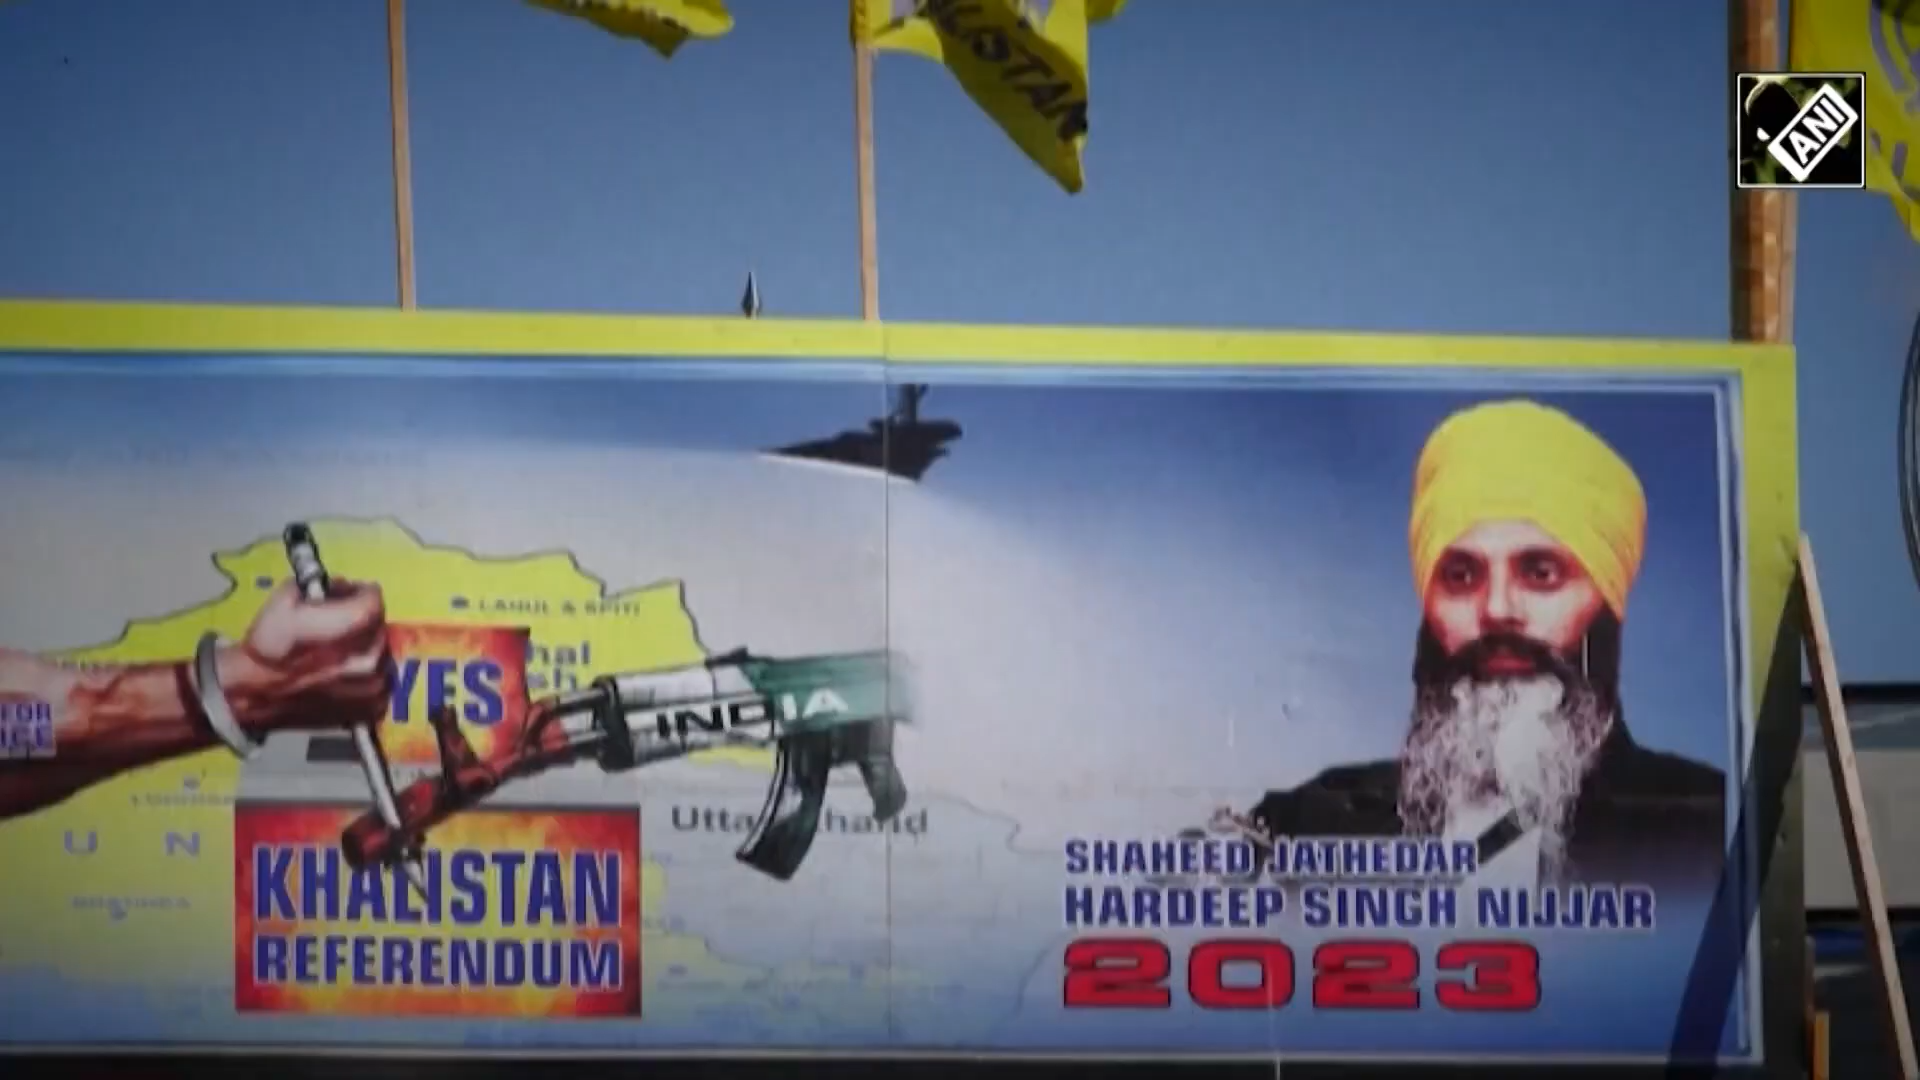 ANI
LAHUL & SPITI
YES
INDIA
KHALISTAN
REFERENDUM
SHAHEED JATHEDAR
HARDEEP SINGH NIJJAR
2023